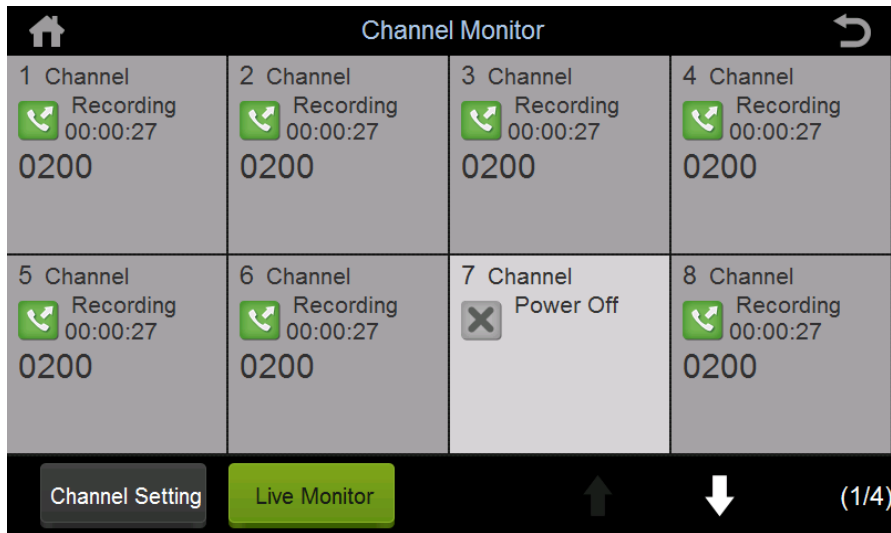 Channel Monitor
1 Channel
Recording
00:00:27
0200
2 Channel
Recording
00:00:27
0200
3 Channel
Recording
00:00:27
0200
4 Channel
Recording
00:00:27
0200
5 Channel
Recording
00:00:27
0200
6 Channel
Recording
00:00:27
0200
7 Channel
Power Off
8 Channel
Recording
00:00:27
0200
Channel Setting
Live Monitor
(1/4)